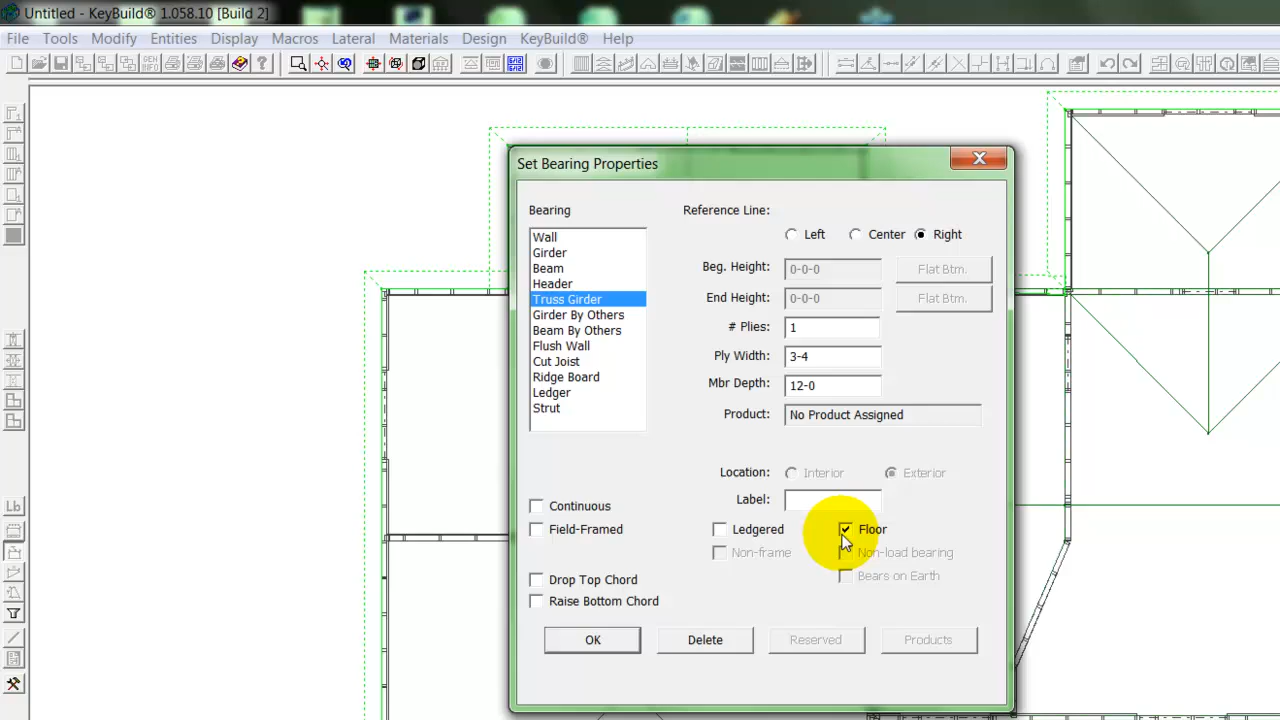 Untitled - KeyBuild® 1.058.10 [Build 2]
File Tools Modify Entities Display Macros Lateral Materials Design KeyBuild® Help
GEN
INFO
Set Bearing Properties
X
Bearing
Reference Line:
Wall
Girder
Beam
Header
Truss Girder
Girder By Others
Beam By Others
Flush Wall
Cut Joist
Ridge Board
Ledger
Strut
Left Center Right
Beg. Height: 0-0-0 Flat Btm.
End Height: 0-0-0 Flat Btm.
# Plies: 1
Ply Width: 3-4
Mbr Depth: 12-0
Product: No Product Assigned
Location: Interior Exterior
Label:
Continuous
Field-Framed
Ledgered Floor
Non-frame Non-load bearing
Bears on Earth
Drop Top Chord
Raise Bottom Chord
OK Delete Reserved Products
Lb